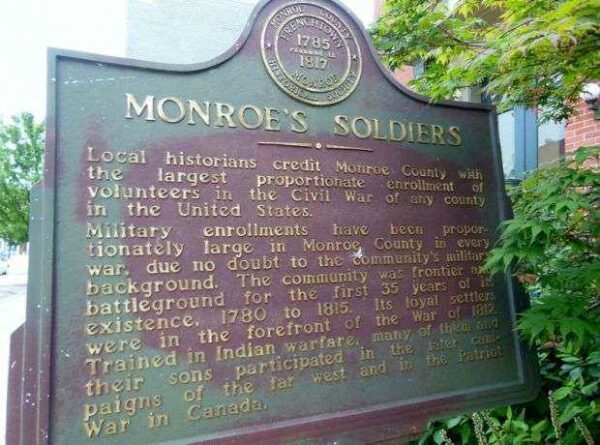 MONROE COUNTY
FRENCHTOWN
1785
1817
MONROE
HISTORICAL SOCIETY
MONROE'S SOLDIERS
Local historians credit Monroe County with
the largest proportionate enrollment of
volunteers in the Civil War of any county
in the United States.
Military enrollments have been propor-
tionately large in Monroe County in every
war, due no doubt to the community's military
background. The community was frontier and
battleground for the first 35 years of its
existence, 1780 to 1815. Its loyal settlers
were in the forefront of the War of 1812.
Trained in Indian warfare, many of them and
their sons participated in the later cam-
paigns of the far west and in the Patriot
War in Canada.